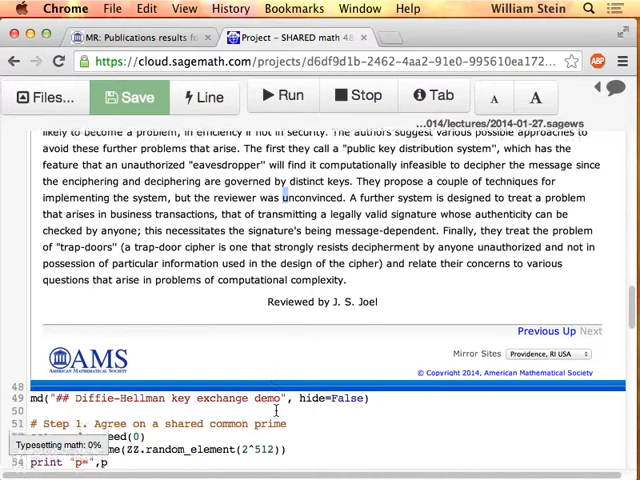 Chrome File Edit View History Bookmarks Window Help William Stein
MR: Publications results for
Project - SHARED math 48
https://cloud.sagemath.com/projects/d6df9d1b-2462-4aa2-91e0-995610ea172...
ABP
Files... Save Line Run Stop Tab A A
...014/lectures/2014-01-27.sagews
likely to become a problem, in efficiency if not in security. The authors suggest various possible approaches to
avoid these further problems that arise. The first they call a "public key distribution system", which has the
feature that an unauthorized "eavesdropper" will find it computationally infeasible to decipher the message since
the enciphering and deciphering are governed by distinct keys. They propose a couple of techniques for
implementing the system, but the reviewer was unconvinced. A further system is designed to treat a problem
that arises in business transactions, that of transmitting a legally valid signature whose authenticity can be
checked by anyone; this necessitates the signature's being message-dependent. Finally, they treat the problem
of "trap-doors" (a trap-door cipher is one that strongly resists decipherment by anyone unauthorized and not in
possession of particular information used in the design of the cipher) and relate their concerns to various
questions that arise in problems of computational complexity.
Reviewed by J. S. Joel
Previous Up Next
AMS
AMERICAN MATHEMATICAL SOCIETY
Mirror Sites Providence, RI USA
© Copyright 2014, American Mathematical Society
48
49 md("## Diffie-Hellman key exchange demo", hide=False)
50
51 # Step 1. Agree on a shared common prime
eed(0)
me(ZZ.random_element(2^512))
Typesetting math: 0%
54 print "p=",p